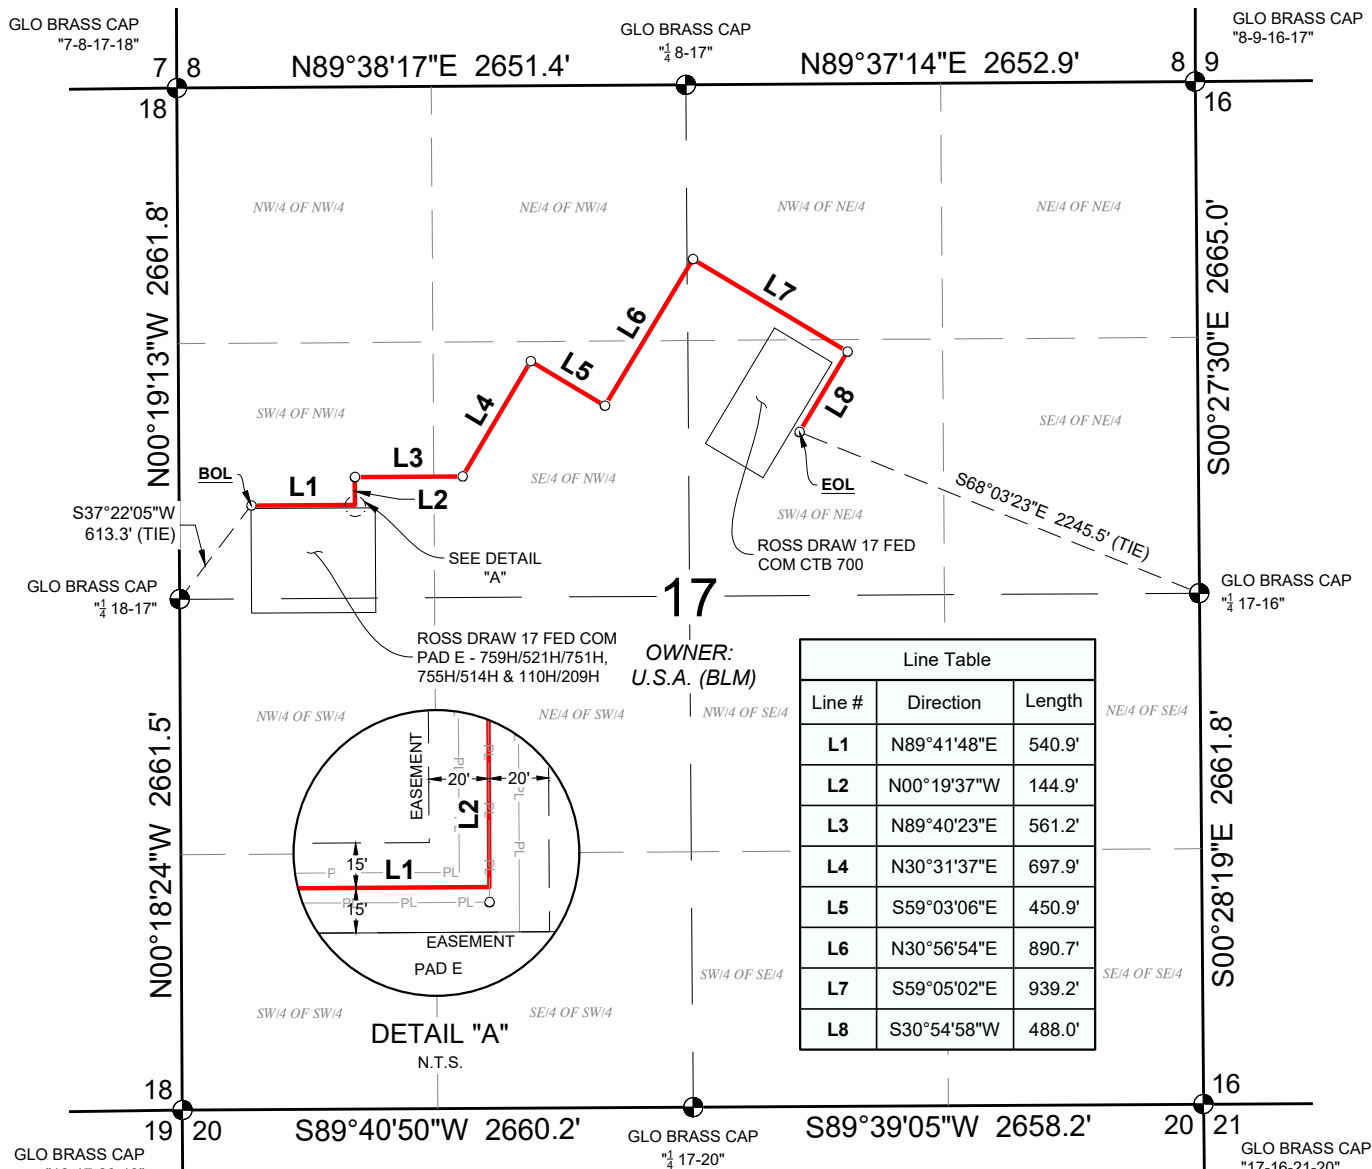 GLO BRASS CAP
"7-8-17-18"
GLO BRASS CAP
"1/4 8-17"
GLO BRASS CAP
"8-9-16-17"
7 8
18
N89°38'17"E 2651.4'
N89°37'14"E 2652.9'
8 9
16
NW/4 OF NW/4
NE/4 OF NW/4
NW/4 OF NE/4
NE/4 OF NE/4
N00°19'13"W 2661.8'
S00°27'30"E 2665.0'
L7
L6
L5
L4
L8
SW/4 OF NW/4
SE/4 OF NE/4
BOL
L1
L3
L2
SE/4 OF NW/4
EOL
SW/4 OF NE/4
S68°03'23"E 2245.5' (TIE)
S37°22'05"W
613.3' (TIE)
SEE DETAIL
"A"
ROSS DRAW 17 FED
COM CTB 700
GLO BRASS CAP
"1/4 18-17"
GLO BRASS CAP
"1/4 17-16"
17
ROSS DRAW 17 FED COM
PAD E - 759H/521H/751H,
755H/514H & 110H/209H
OWNER:
U.S.A. (BLM)
NW/4 OF SW/4
NE/4 OF SW/4
NW/4 OF SE/4
NE/4 OF SE/4
Line Table
Line # Direction Length
L1 N89°41'48"E 540.9'
L2 N00°19'37"W 144.9'
L3 N89°40'23"E 561.2'
L4 N30°31'37"E 697.9'
L5 S59°03'06"E 450.9'
L6 N30°56'54"E 890.7'
L7 S59°05'02"E 939.2'
L8 S30°54'58"W 488.0'
N00°18'24"W 2661.5'
S00°28'19"E 2661.8'
EASEMENT
PL
PL
PL
20' 20'
L2
PL
PL
15'
L1
PL PL
PL
15'
PL PL PL
EASEMENT
PAD E
DETAIL "A"
N.T.S.
SW/4 OF SW/4
SE/4 OF SW/4
SW/4 OF SE/4
SE/4 OF SE/4
18
19 20
S89°40'50"W 2660.2'
S89°39'05"W 2658.2'
16
20 21
GLO BRASS CAP
GLO BRASS CAP
"1/4 17-20"
GLO BRASS CAP
"17-16-21-20"